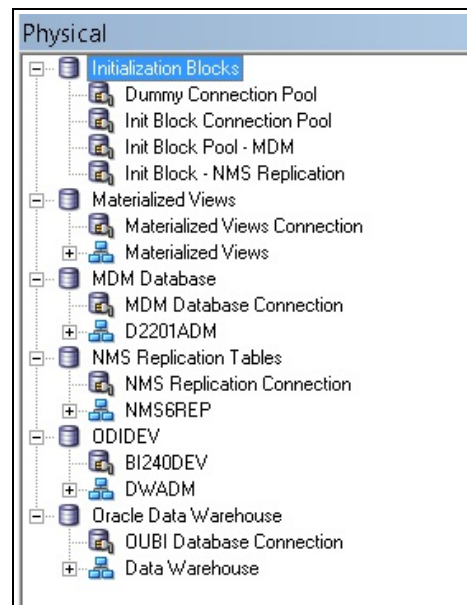 Physical
Initialization Blocks
Dummy Connection Pool
Init Block Connection Pool
Init Block Pool - MDM
Init Block - NMS Replication
Materialized Views
Materialized Views Connection
Materialized Views
MDM Database
MDM Database Connection
D2201ADM
NMS Replication Tables
NMS Replication Connection
NMS6REP
ODIDEV
BI240DEV
DWADM
Oracle Data Warehouse
OUBI Database Connection
Data Warehouse